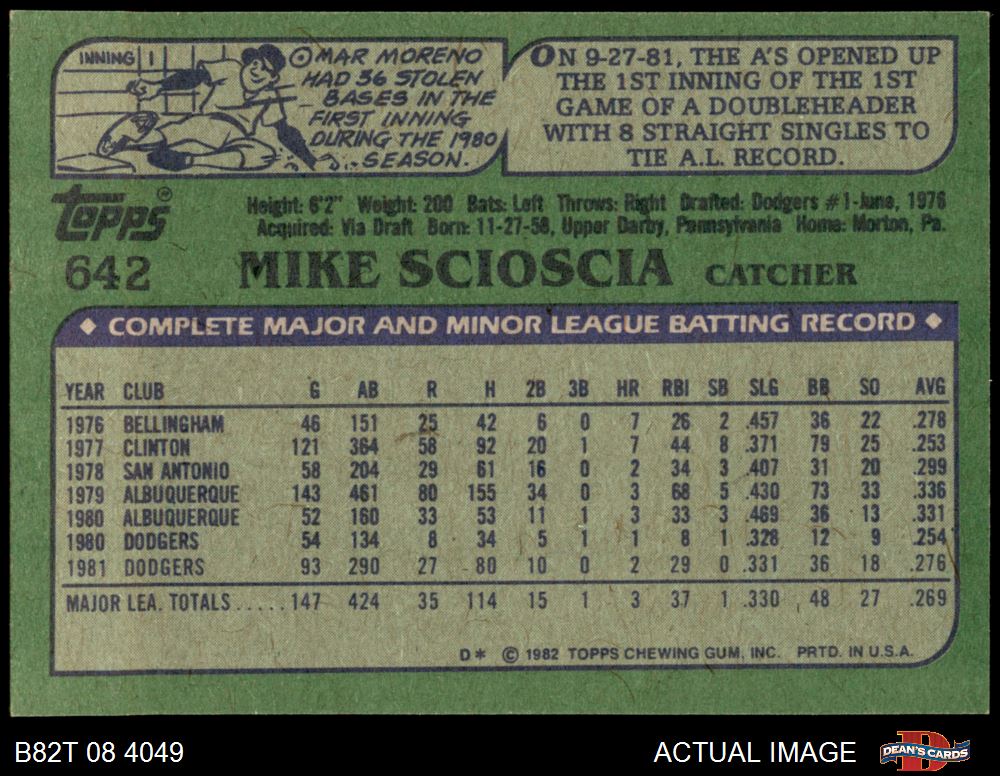 INNING 1
OMAR MORENO
HAD 36 STOLEN
BASES IN THE
FIRST INNING
DURING THE 1980
SEASON.
ON 9-27-81, THE A'S OPENED UP
THE 1ST INNING OF THE 1ST
GAME OF A DOUBLEHEADER
WITH 8 STRAIGHT SINGLES TO
TIE A.L. RECORD.
Topps®
Height: 6'2" Weight: 200 Bats: Left Throws: Right Drafted: Dodgers #1-June, 1976
Acquired: Via Draft Born: 11-27-58, Upper Darby, Pennsylvania Home: Morton, Pa.
642 MIKE SCIOSCIA CATCHER
◆ COMPLETE MAJOR AND MINOR LEAGUE BATTING RECORD ◆
YEAR CLUB G AB R H 2B 3B HR RBI SB SLG BB SO AVG
1976 BELLINGHAM 46 151 25 42 6 0 7 26 2 .457 36 22 .278
1977 CLINTON 121 364 58 92 20 1 7 44 8 .371 79 25 .253
1978 SAN ANTONIO 58 204 29 61 16 0 2 34 3 .407 31 20 .299
1979 ALBUQUERQUE 143 461 80 155 34 0 3 68 5 .430 73 33 .336
1980 ALBUQUERQUE 52 160 33 53 11 1 3 33 3 .469 36 13 .331
1980 DODGERS 54 134 8 34 5 1 1 8 1 .328 12 9 .254
1981 DODGERS 93 290 27 80 10 0 2 29 0 .331 36 18 .276
MAJOR LEA. TOTALS.....147 424 35 114 15 1 3 37 1 .330 48 27 .269
D* © 1982 TOPPS CHEWING GUM, INC. PRTD. IN U.S.A.
B82T 08 4049 ACTUAL IMAGE DEAN'S CARDS